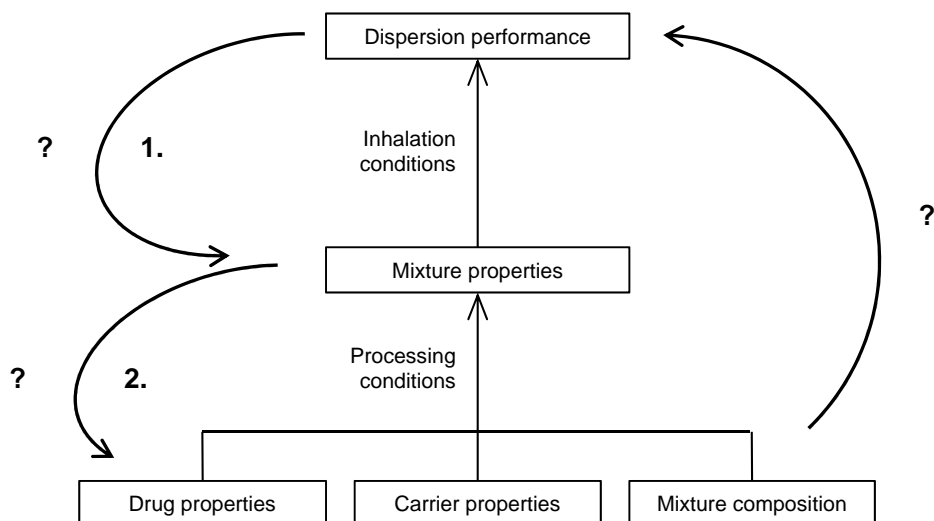 Dispersion performance
?
1.
Inhalation
conditions
?
Mixture properties
?
2.
Processing
conditions
Drug properties
Carrier properties
Mixture composition